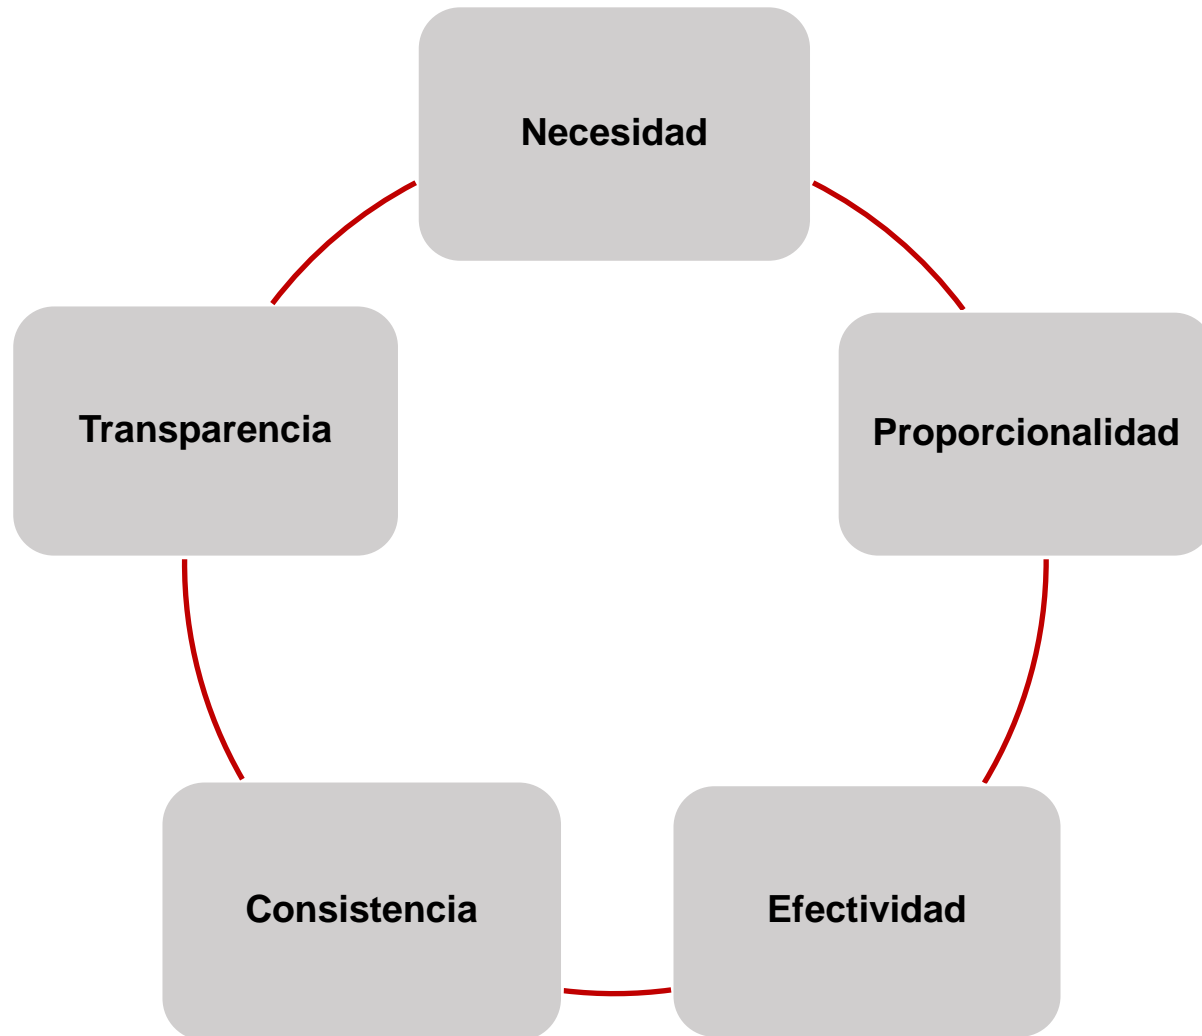 Necesidad
Proporcionalidad
Efectividad
Consistencia
Transparencia